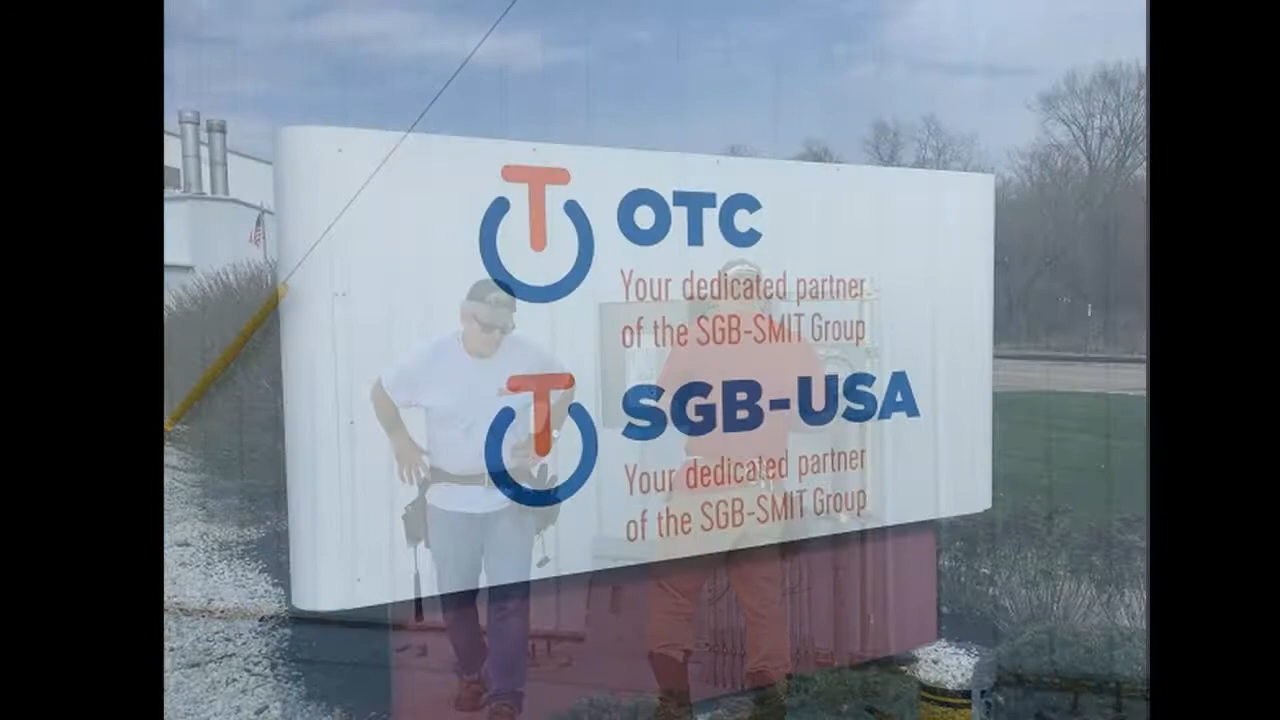 OTC
Your dedicated partner
of the SGB-SMIT Group
SGB-USA
Your dedicated partner
of the SGB-SMIT Group